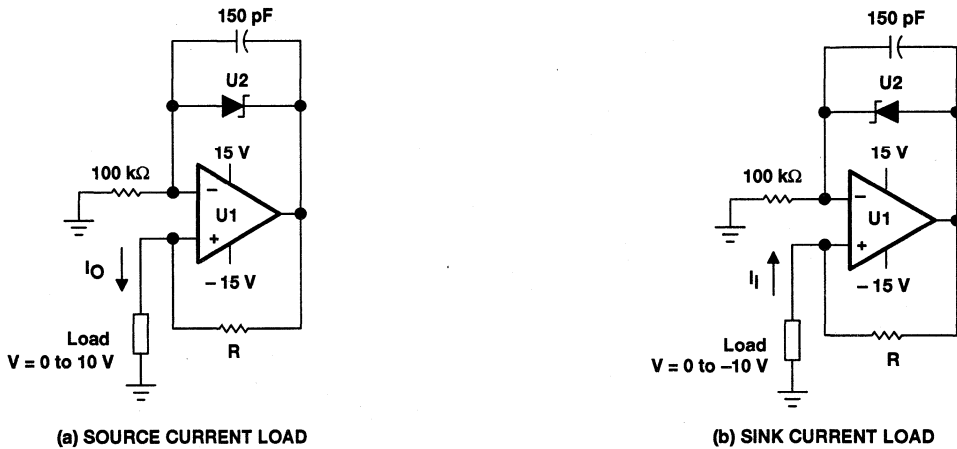 150 pF
U2
15 V
100 kΩ
−
U1
+
IO
– 15 V
Load
V = 0 to 10 V
R
(a) SOURCE CURRENT LOAD
150 pF
U2
15 V
100 kΩ
−
U1
+
II
– 15 V
Load
V = 0 to –10 V
R
(b) SINK CURRENT LOAD